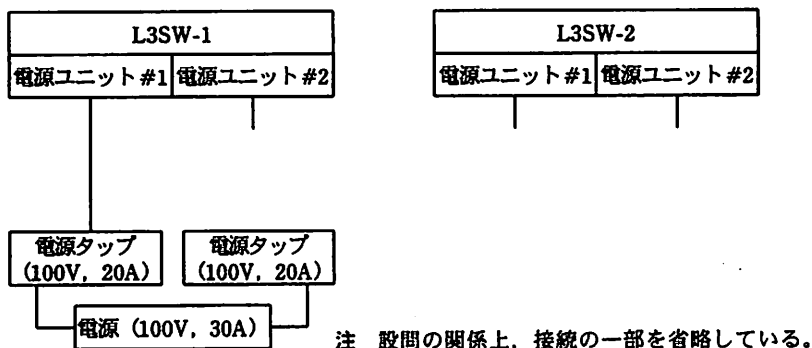 L3SW-1
電源ユニット#1 電源ユニット#2
L3SW-2
電源ユニット#1 電源ユニット#2
電源タップ
(100V, 20A)
電源タップ
(100V, 20A)
電源 (100V, 30A)
注 設問の関係上，接続の一部を省略している。